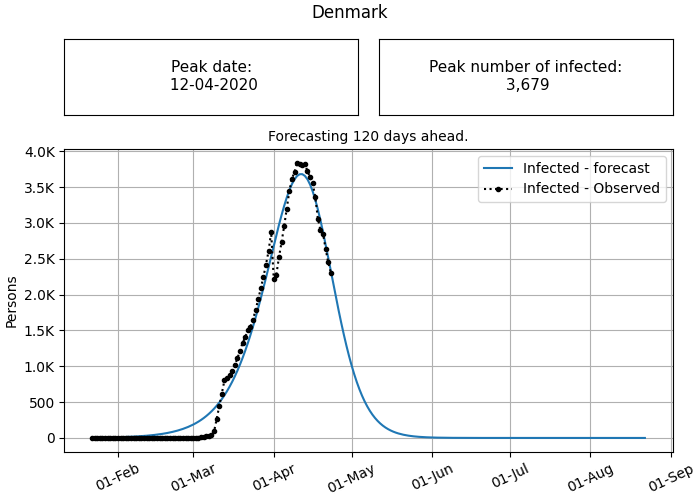 Denmark
Peak date:
12-04-2020
Peak number of infected:
3,679
Forecasting 120 days ahead.
4.0K
3.5K
3.0K
2.5K
2.0K
1.5K
1.0K
500
0
Persons
Infected - forecast
Infected - Observed
01-Feb
01-Mar
01-Apr
01-May
01-Jun
01-Jul
01-Aug
01-Sep